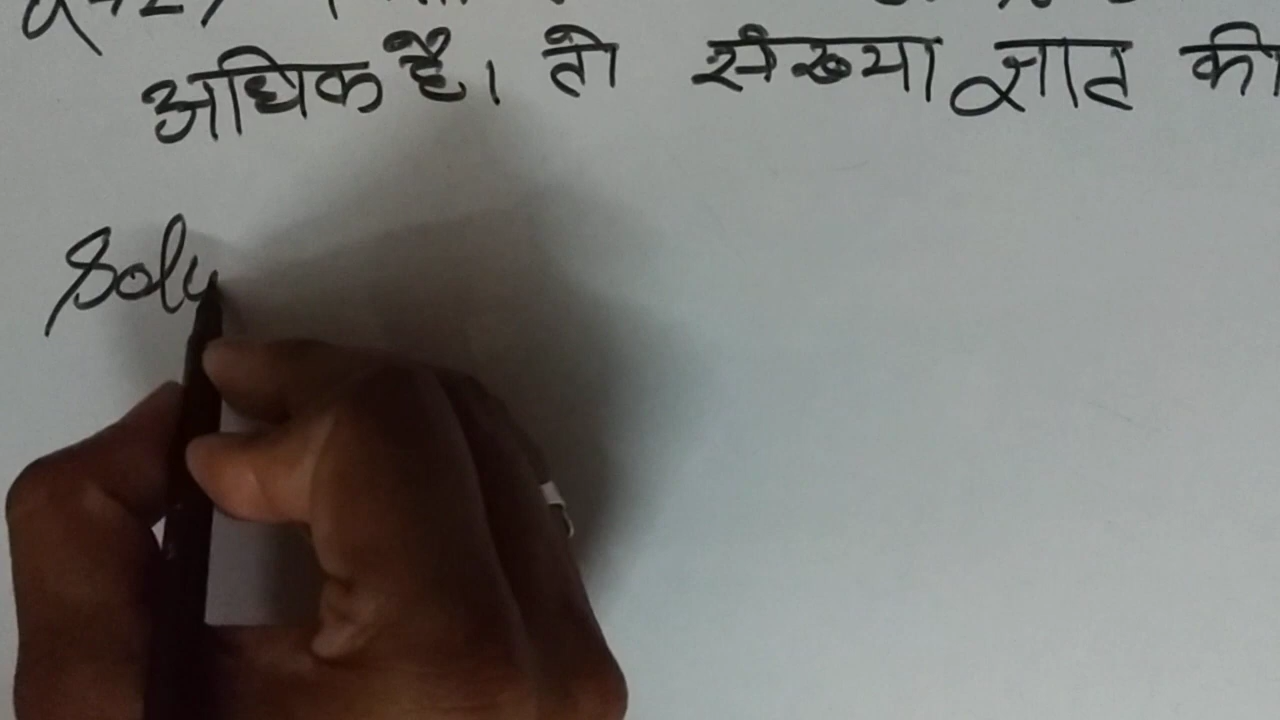 अधिक है। तो संख्या ज्ञात की
Solu